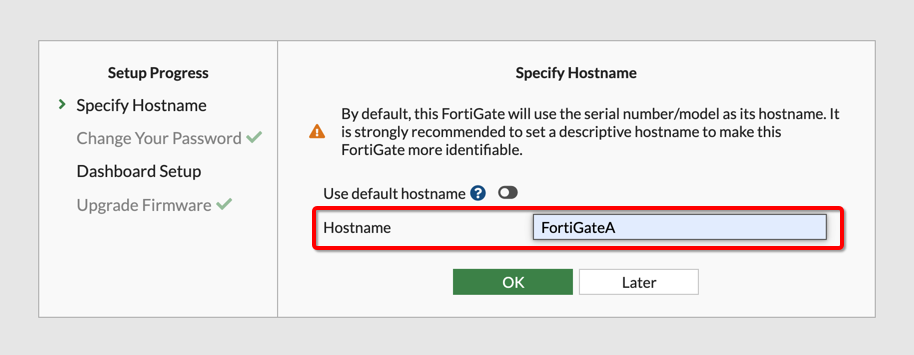 Setup Progress
Specify Hostname
Change Your Password
Dashboard Setup
Upgrade Firmware
Specify Hostname
By default, this FortiGate will use the serial number/model as its hostname. It
is strongly recommended to set a descriptive hostname to make this
FortiGate more identifiable.
Use default hostname ?
Hostname FortiGateA
OK Later